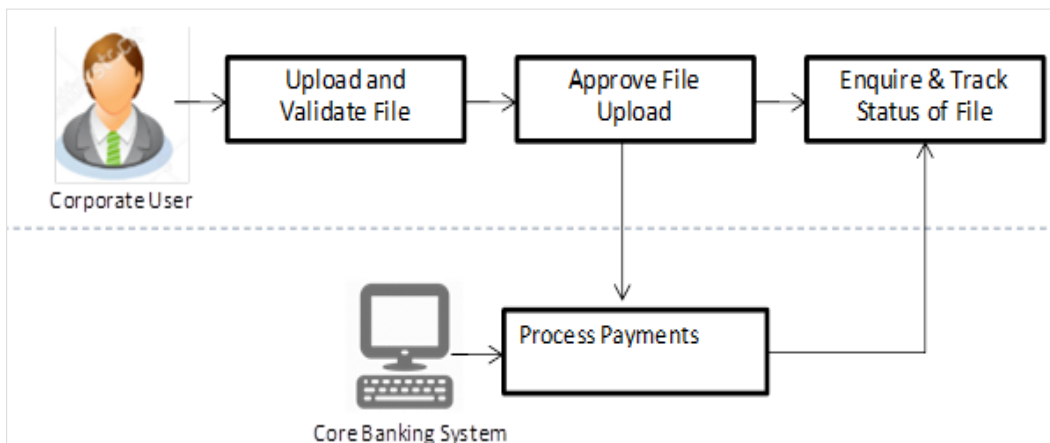 Upload and
Validate File
Approve File
Upload
Enquire & Track
Status of File
Corporate User
Process Payments
Core Banking System